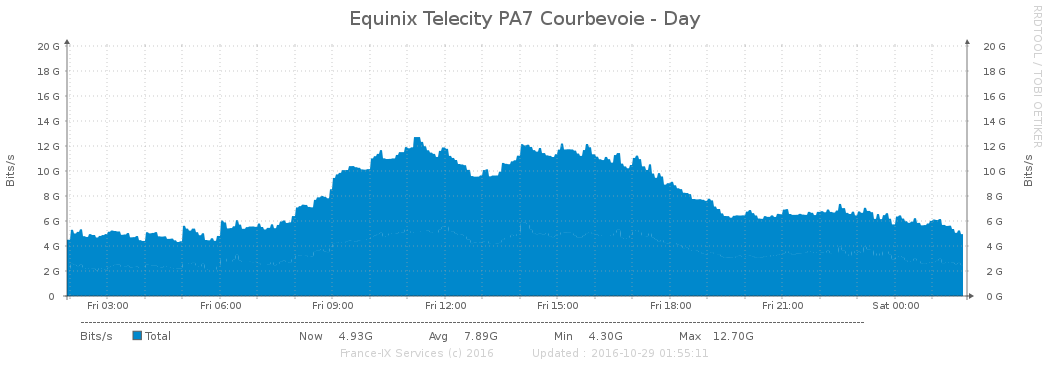 Equinix Telecity PA7 Courbevoie - Day
RRDTOOL / TOBI OETIKER
Bits/s
20 G
18 G
16 G
14 G
12 G
10 G
8 G
6 G
4 G
2 G
0
20 G
18 G
16 G
14 G
12 G
10 G
8 G
6 G
4 G
2 G
0 G
Bits/s
Fri 03:00 Fri 06:00 Fri 09:00 Fri 12:00 Fri 15:00 Fri 18:00 Fri 21:00 Sat 00:00
Bits/s Total Now 4.93G Avg 7.89G Min 4.30G Max 12.70G
France-IX Services (c) 2016 Updated : 2016-10-29 01:55:11